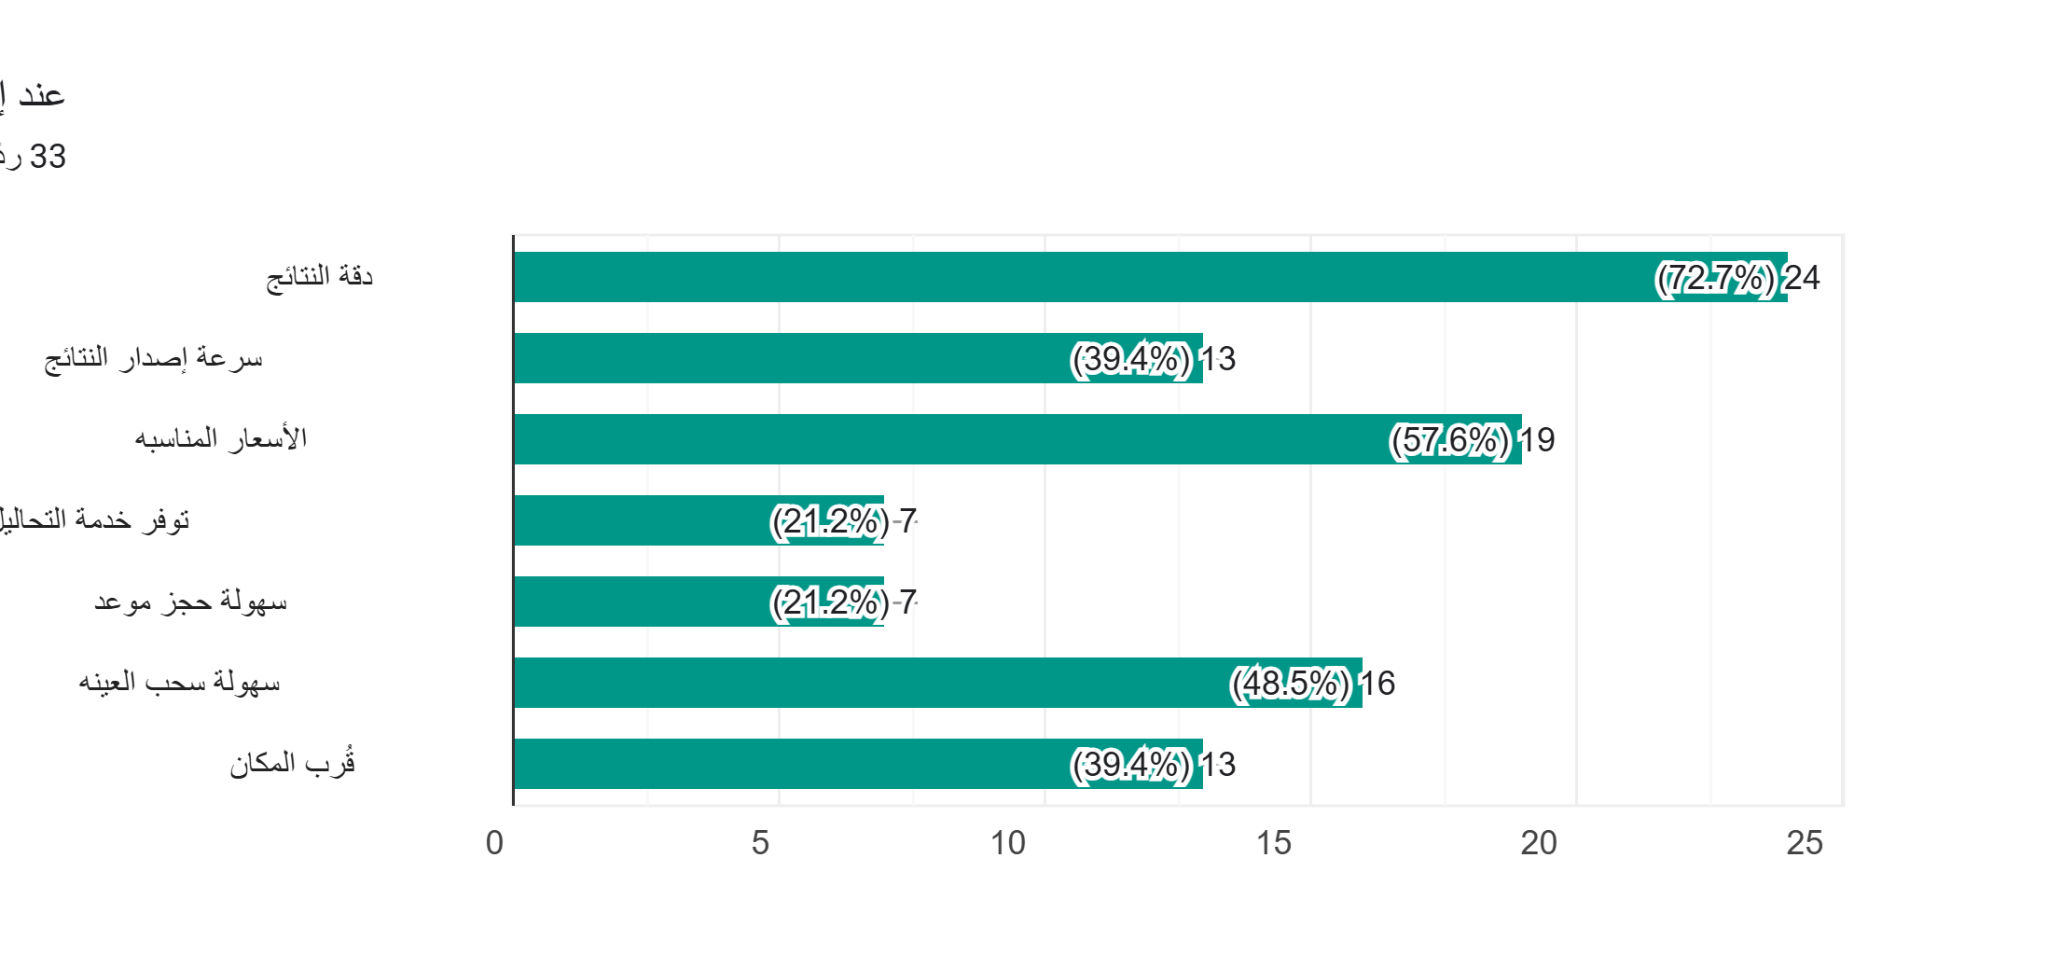 عند
33
دقة النتائج
(72.7%) 24
سرعة إصدار النتائج
(39.4%) 13
الأسعار المناسبه
(57.6%) 19
توفر خدمة التحاليل
(21.2%) 7
سهولة حجز موعد
(21.2%) 7
سهولة سحب العينه
(48.5%) 16
قُرب المكان
(39.4%) 13
0 5 10 15 20 25